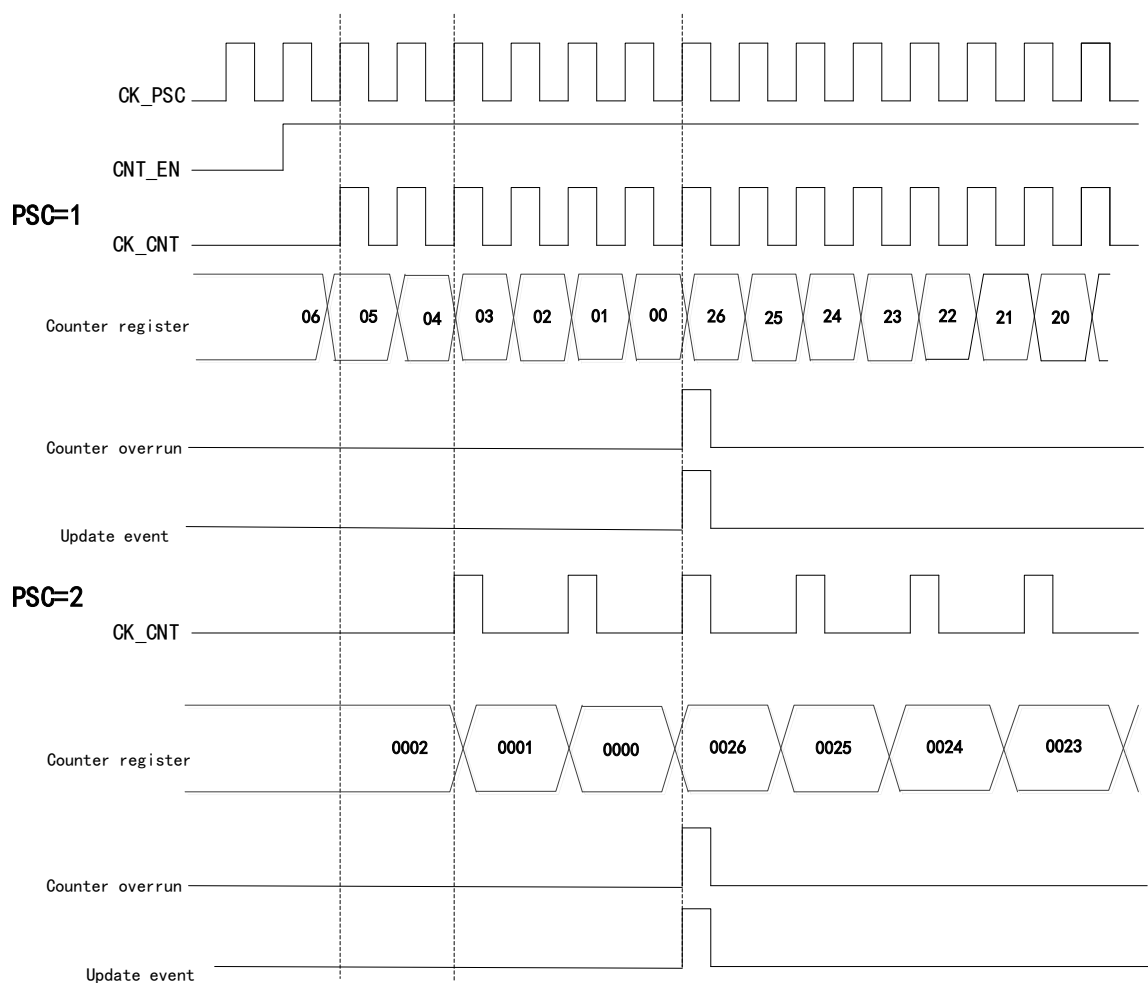 CK_PSC
CNT_EN
PSC=1
CK_CNT
Counter register 06 05 04 03 02 01 00 26 25 24 23 22 21 20
Counter overrun
Update event
PSC=2
CK_CNT
Counter register 0002 0001 0000 0026 0025 0024 0023
Counter overrun
Update event